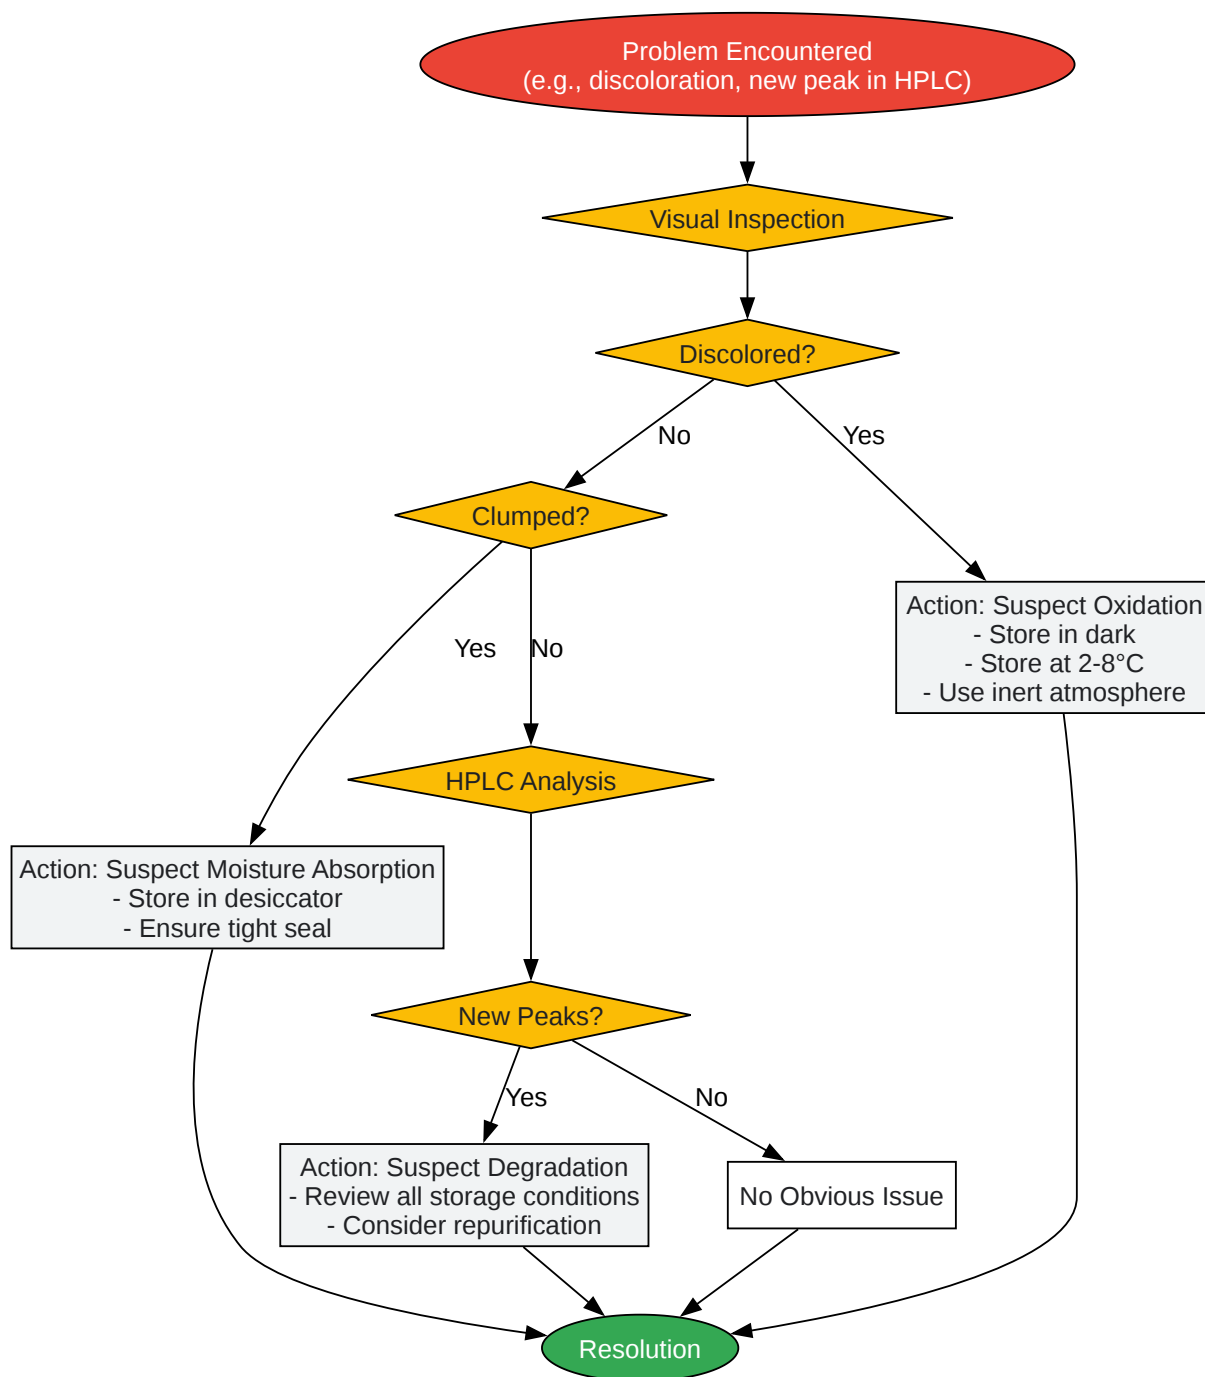 Problem Encountered
(e.g., discoloration, new peak in HPLC)
Visual Inspection
Discolored?
No
Yes
Clumped?
Action: Suspect Oxidation
- Store in dark
- Store at 2-8°C
- Use inert atmosphere
Yes
No
HPLC Analysis
Action: Suspect Moisture Absorption
- Store in desiccator
- Ensure tight seal
New Peaks?
Yes
No
Action: Suspect Degradation
- Review all storage conditions
- Consider repurification
No Obvious Issue
Resolution